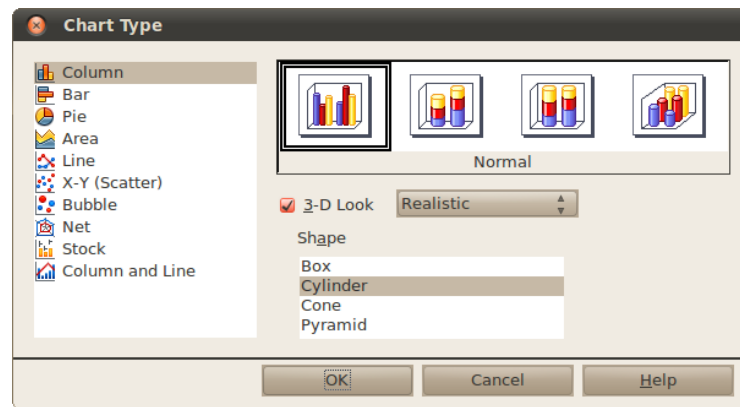 Chart Type
Column
Bar
Pie
Area
Line
X-Y (Scatter)
Bubble
Net
Stock
Column and Line
Normal
3-D Look Realistic
Shape
Box
Cylinder
Cone
Pyramid
OK Cancel Help